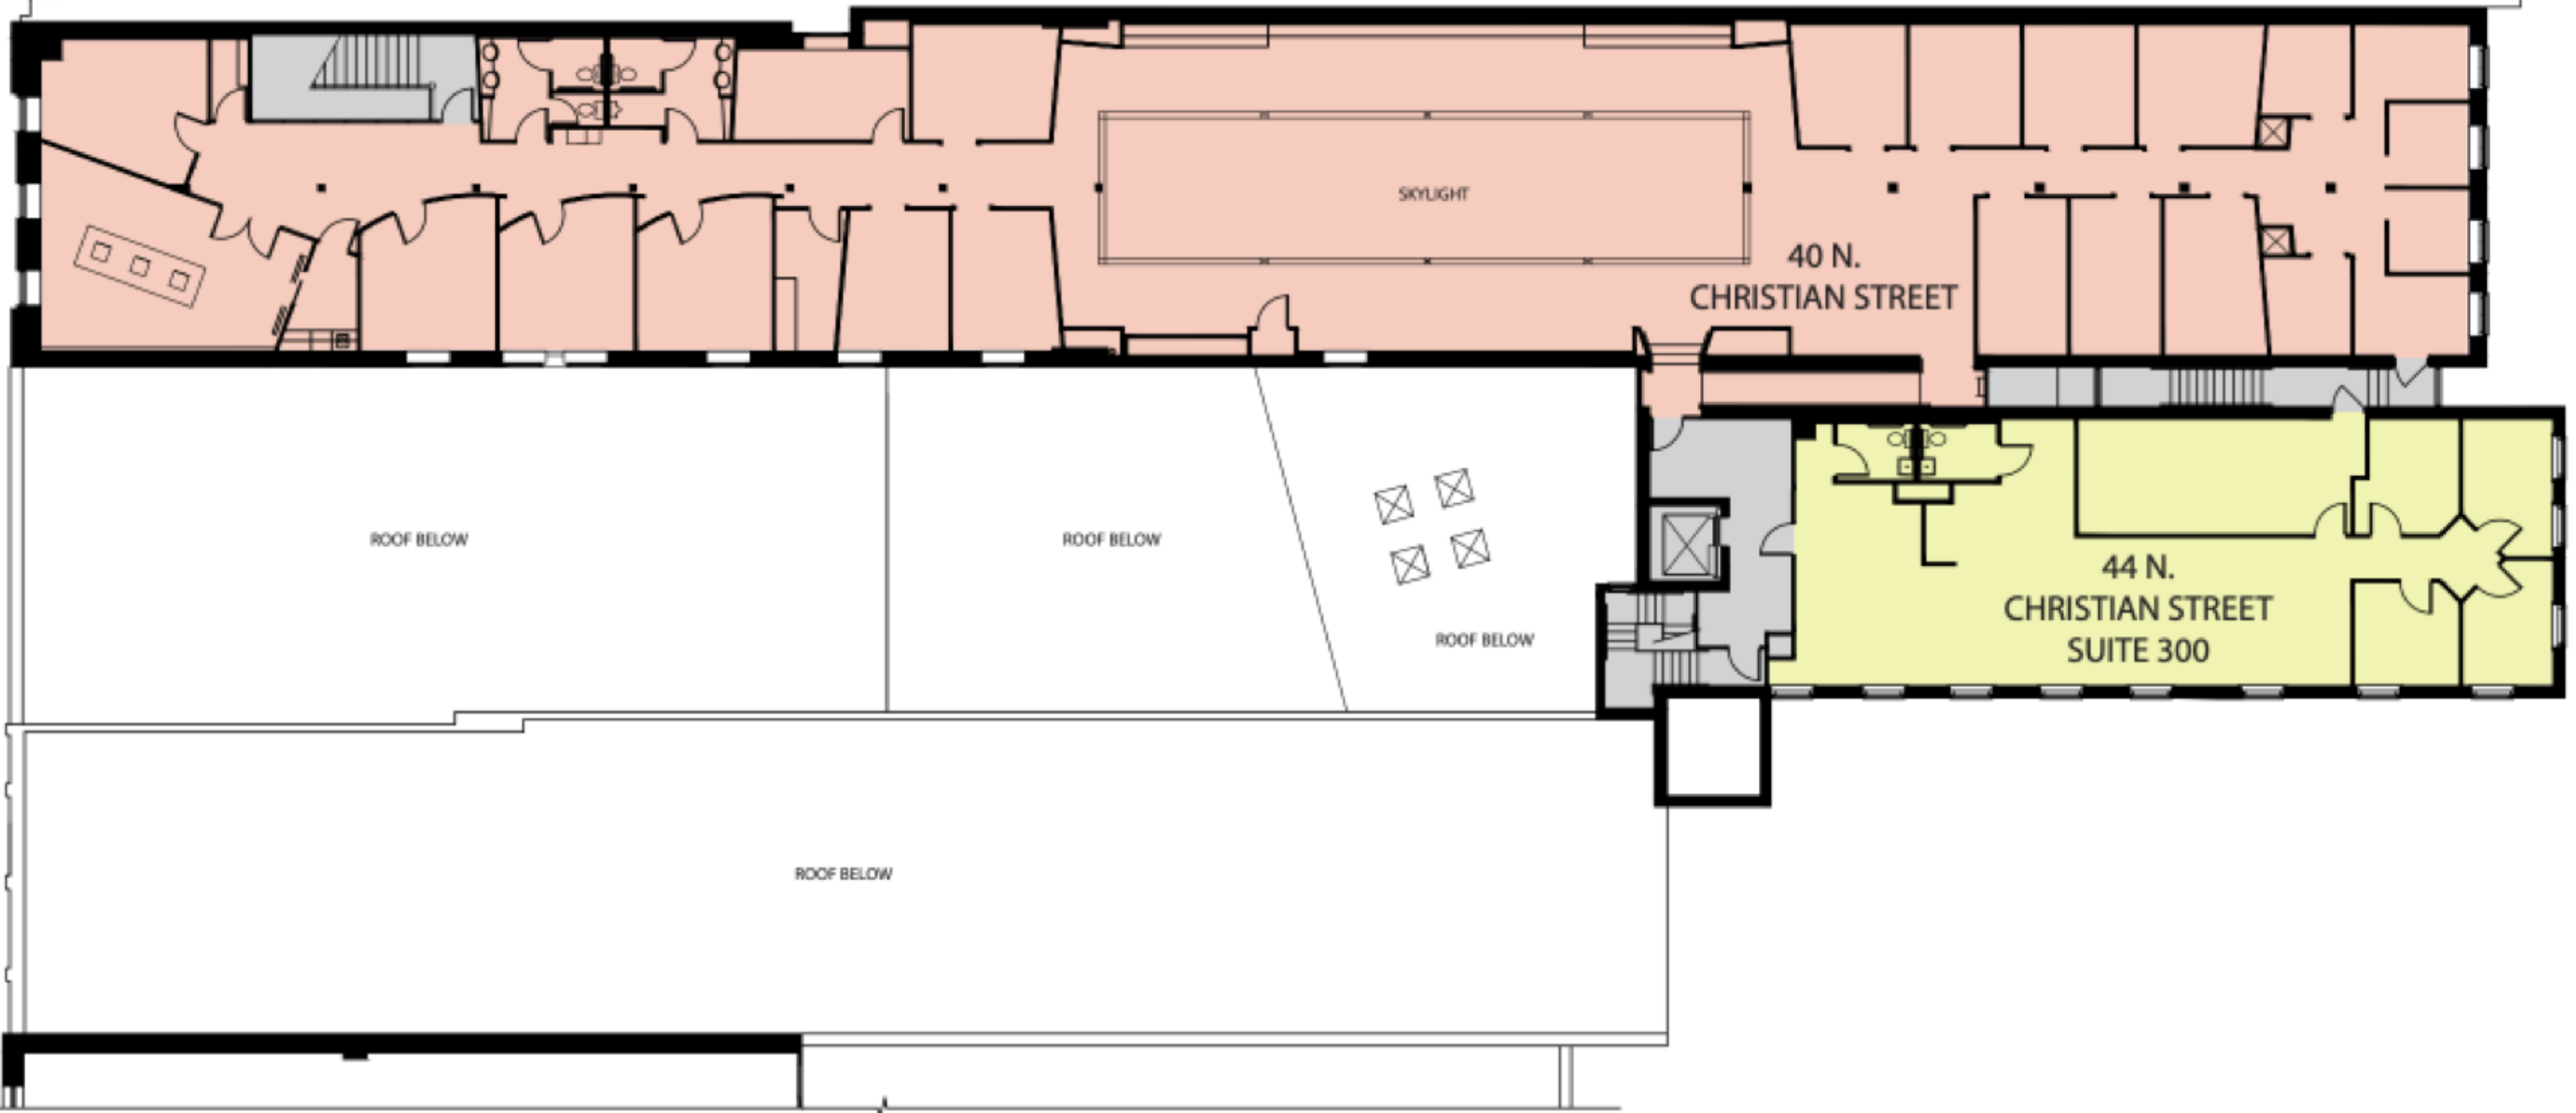 SKYLIGHT
40 N.
CHRISTIAN STREET
ROOF BELOW
ROOF BELOW
ROOF BELOW
44 N.
CHRISTIAN STREET
SUITE 300
ROOF BELOW